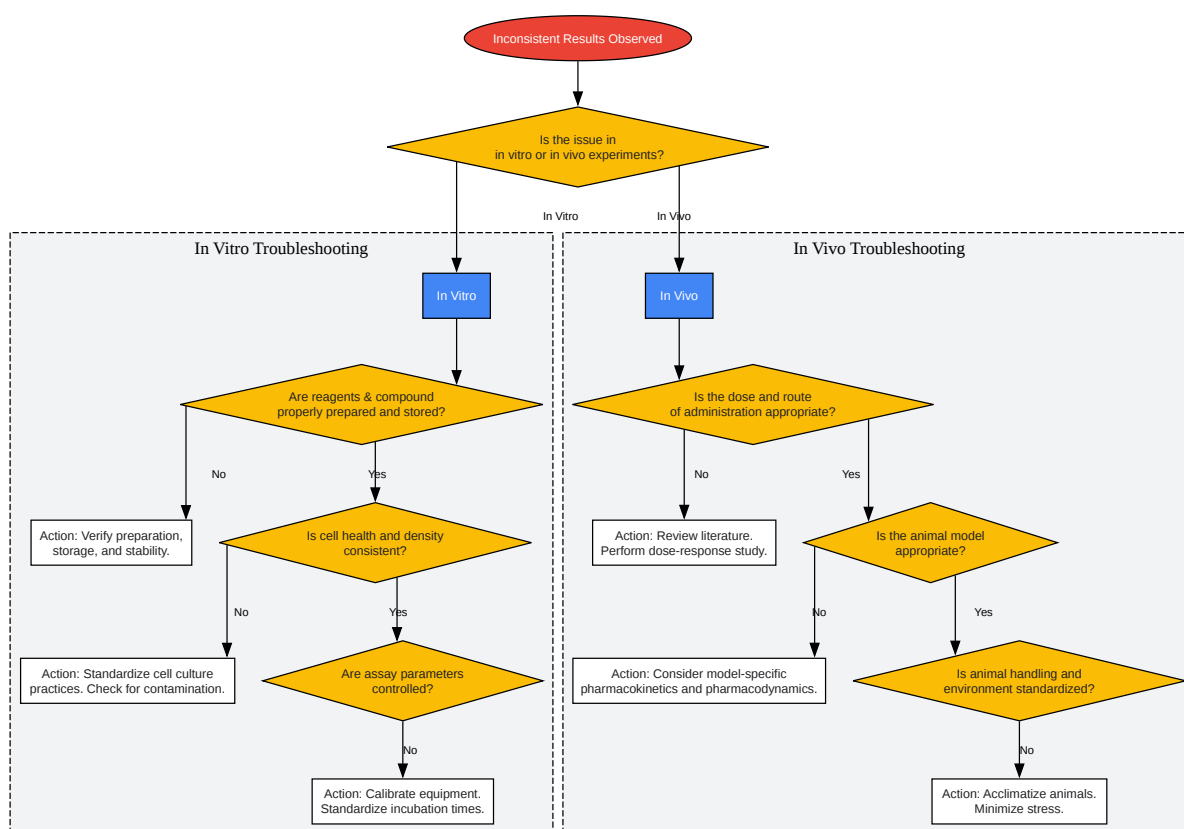 Inconsistent Results Observed
Is the issue in
in vitro or in vivo experiments?
In Vitro
In Vivo
In Vitro Troubleshooting
In Vitro
Are reagents & compound
properly prepared and stored?
No
Yes
Action: Verify preparation,
storage, and stability.
Is cell health and density
consistent?
No
Yes
Action: Standardize cell culture
practices. Check for contamination.
Are assay parameters
controlled?
No
Action: Calibrate equipment.
Standardize incubation times.
In Vivo Troubleshooting
In Vivo
Is the dose and route
of administration appropriate?
No
Yes
Action: Review literature.
Perform dose-response study.
Is the animal model
appropriate?
No
Yes
Action: Consider model-specific
pharmacokinetics and pharmacodynamics.
Is animal handling and
environment standardized?
No
Action: Acclimatize animals.
Minimize stress.